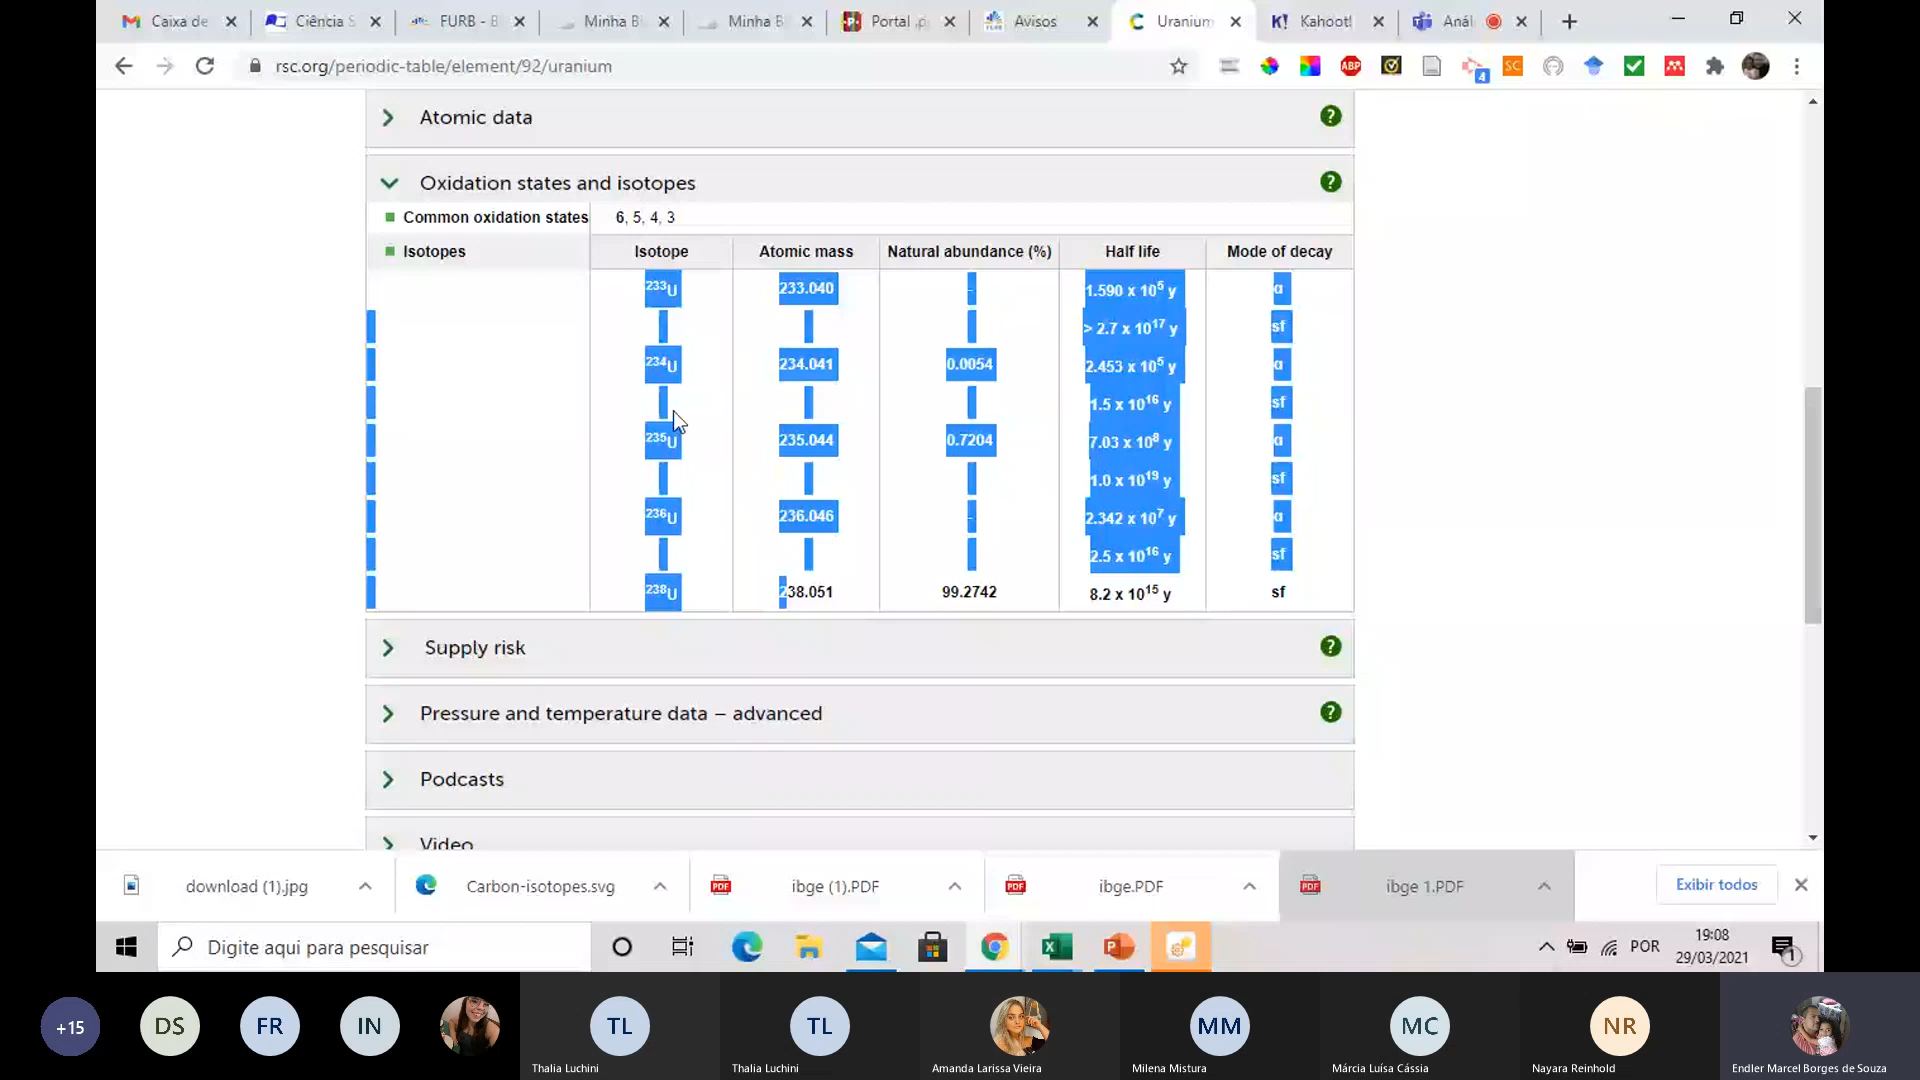 Caixa de
Ciência S
FURB - B
Minha B
Minha B
Portal .p
Avisos
Uranium
Kahoot!
Anál
rsc.org/periodic-table/element/92/uranium
ABP
SC
4
Atomic data
?
Oxidation states and isotopes
?
Common oxidation states 6, 5, 4, 3
Isotopes Isotope Atomic mass Natural abundance (%) Half life Mode of decay
²³³U 233.040 - 1.590 x 10⁵ y α
> 2.7 x 10¹⁷ y sf
²³⁴U 234.041 0.0054 2.453 x 10⁵ y α
1.5 x 10¹⁶ y sf
²³⁵U 235.044 0.7204 7.03 x 10⁸ y α
1.0 x 10¹⁹ y sf
²³⁶U 236.046 - 2.342 x 10⁷ y α
2.5 x 10¹⁶ y sf
²³⁸U 238.051 99.2742 8.2 x 10¹⁵ y sf
Supply risk
?
Pressure and temperature data – advanced
?
Podcasts
Video
download (1).jpg
Carbon-isotopes.svg
PDF
ibge (1).PDF
PDF
ibge.PDF
PDF
ibge 1.PDF
Exibir todos
Digite aqui para pesquisar
POR
19:08
29/03/2021
1
+15
DS
FR
IN
TL
TL
MM
MC
NR
Thalia Luchini
Thalia Luchini
Amanda Larissa Vieira
Milena Mistura
Márcia Luísa Cássia
Nayara Reinhold
Endler Marcel Borges de Souza